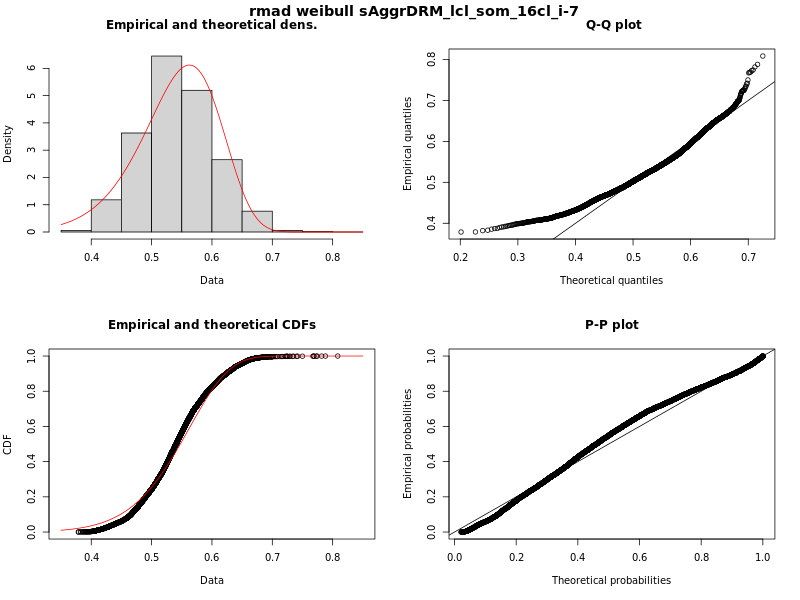 rmad weibull sAggrDRM_lcl_som_16cl_i-7
Empirical and theoretical dens.
Density
0 1 2 3 4 5 6
0.4 0.5 0.6 0.7 0.8
Data
Q-Q plot
Empirical quantiles
0.4 0.5 0.6 0.7 0.8
0.2 0.3 0.4 0.5 0.6 0.7
Theoretical quantiles
Empirical and theoretical CDFs
CDF
0.0 0.2 0.4 0.6 0.8 1.0
0.4 0.5 0.6 0.7 0.8
Data
P-P plot
Empirical probabilities
0.0 0.2 0.4 0.6 0.8 1.0
0.0 0.2 0.4 0.6 0.8 1.0
Theoretical probabilities